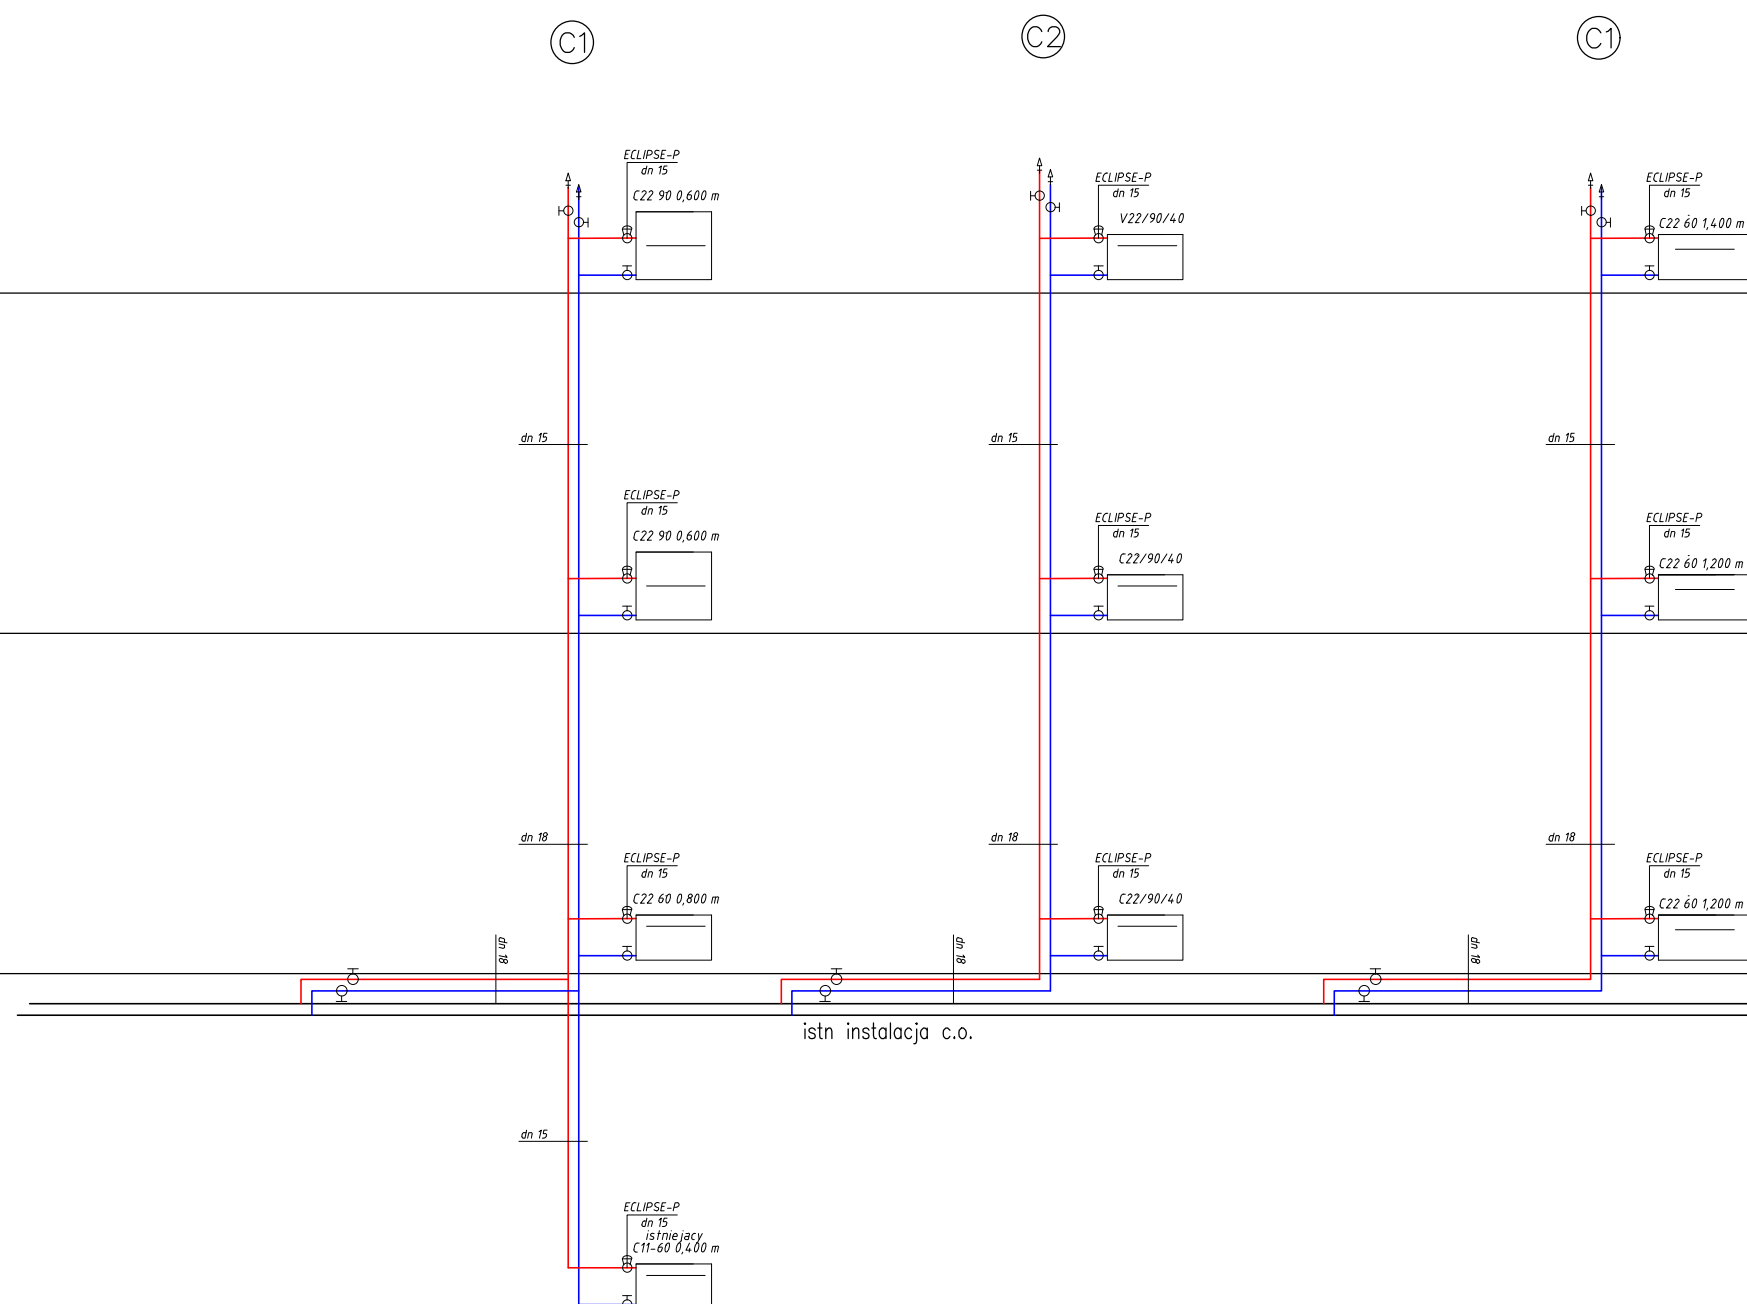 C1
C2
C1
ECLIPSE-P
dn 15
C22 90 0,600 m
ECLIPSE-P
dn 15
V22/90/40
ECLIPSE-P
dn 15
C22 60 1,400 m
dn 15
dn 15
dn 15
ECLIPSE-P
dn 15
C22 90 0,600 m
ECLIPSE-P
dn 15
C22/90/40
ECLIPSE-P
dn 15
C22 60 1,200 m
dn 18
dn 18
dn 18
ECLIPSE-P
dn 15
C22 60 0,800 m
ECLIPSE-P
dn 15
C22/90/40
ECLIPSE-P
dn 15
C22 60 1,200 m
dn 18
dn 18
dn 18
istn instalacja c.o.
dn 15
ECLIPSE-P
dn 15
istniejacy
C11-60 0,400 m